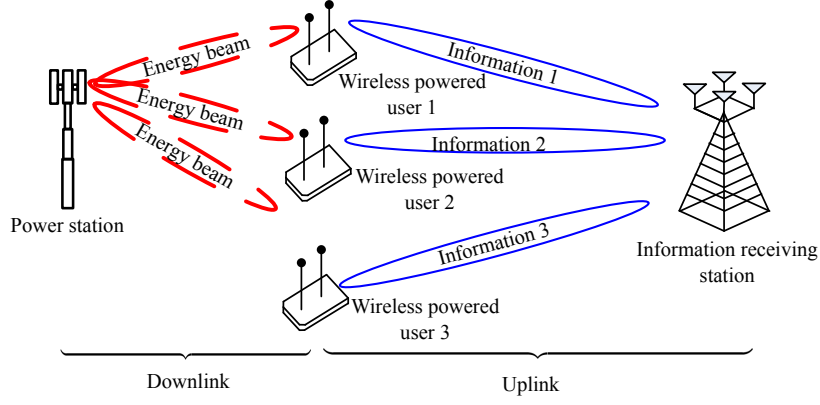 Energy beam
Energy beam
Energy beam
Power station
Wireless powered
user 1
Wireless powered
user 2
Wireless powered
user 3
Information 1
Information 2
Information 3
Information receiving
station
Downlink
Uplink